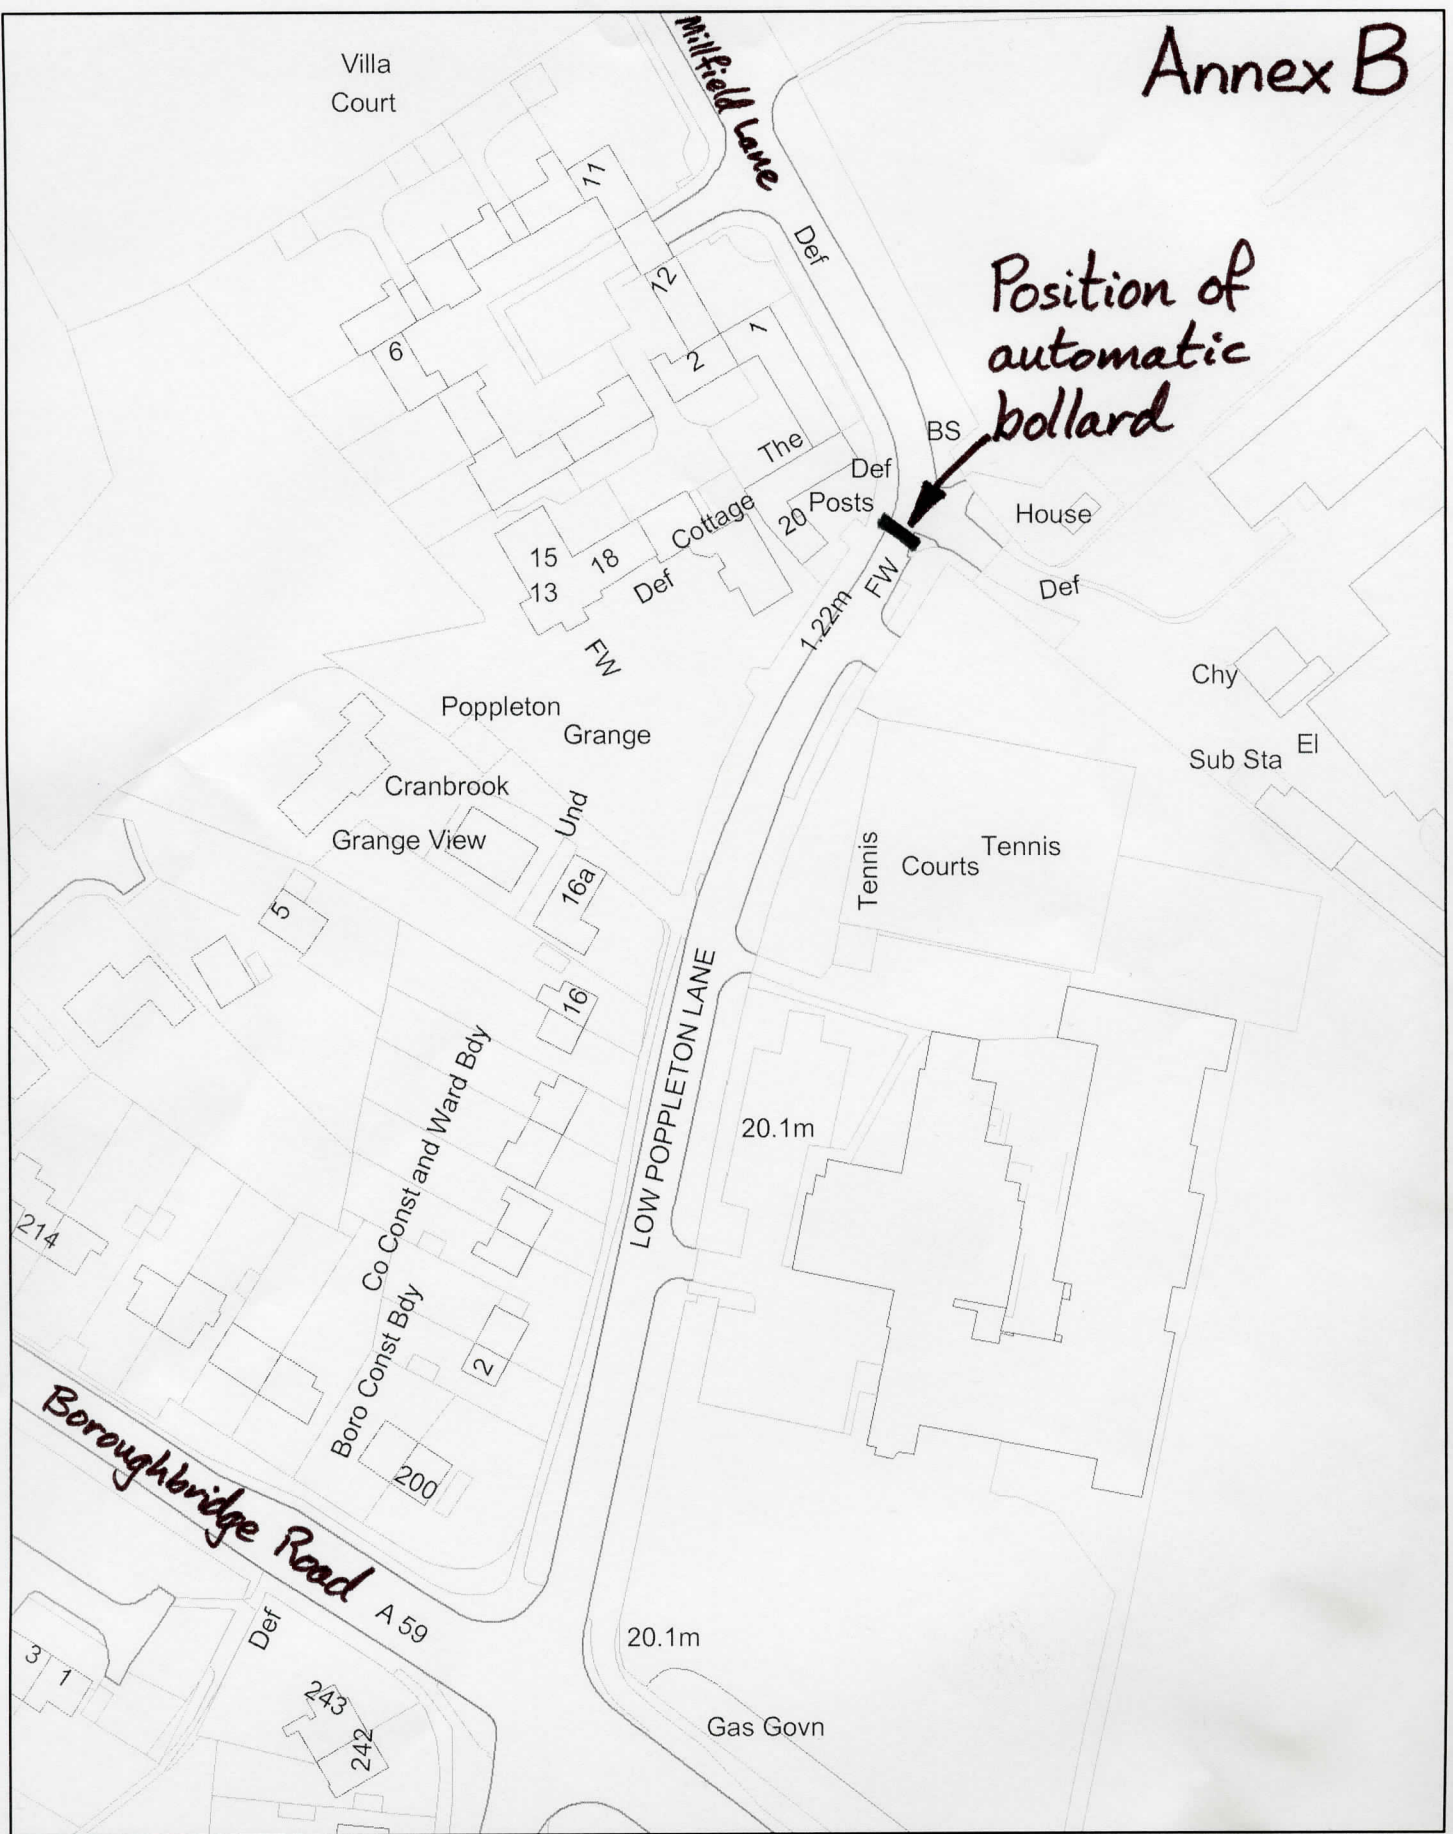 Annex B
Villa
Court
Millfield Lane
11
Def
12
Position of
automatic
bollard
1
6
2
BS
The
Def
Posts
20
Cottage
House
15
18
13
Def
FW
Def
1.22m
FW
Chy
Poppleton
Grange
El
Sub Sta
Cranbrook
Und
Grange View
Tennis
Courts
Tennis
16a
5
16
LOW POPPLETON LANE
Co Const and Ward Bdy
20.1m
214
Boro Const Bdy
2
200
Boroughbridge Road
A 59
Def
20.1m
3
1
243
242
Gas Govn